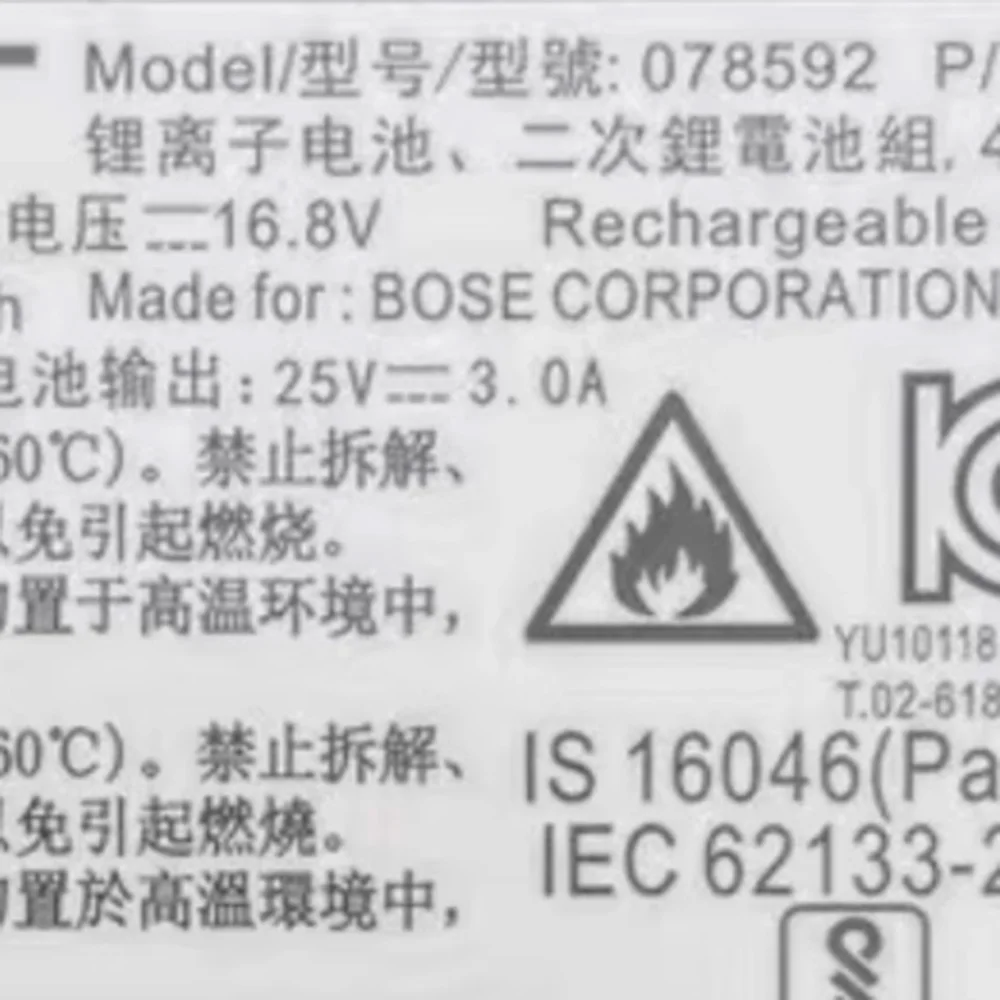 Model/型号/型號: 078592 P/
锂离子电池、二次鋰電池組. 4
电压⎓16.8V Rechargeable
h Made for : BOSE CORPORATION
池输出: 25V⎓3.0A
60℃)。禁止拆解、
免引起燃烧。
置于高温环境中,
YU10118
T.02-618
60℃)。禁止拆解、
免引起燃燒。
置於高溫環境中,
IS 16046(Pa
IEC 62133-2